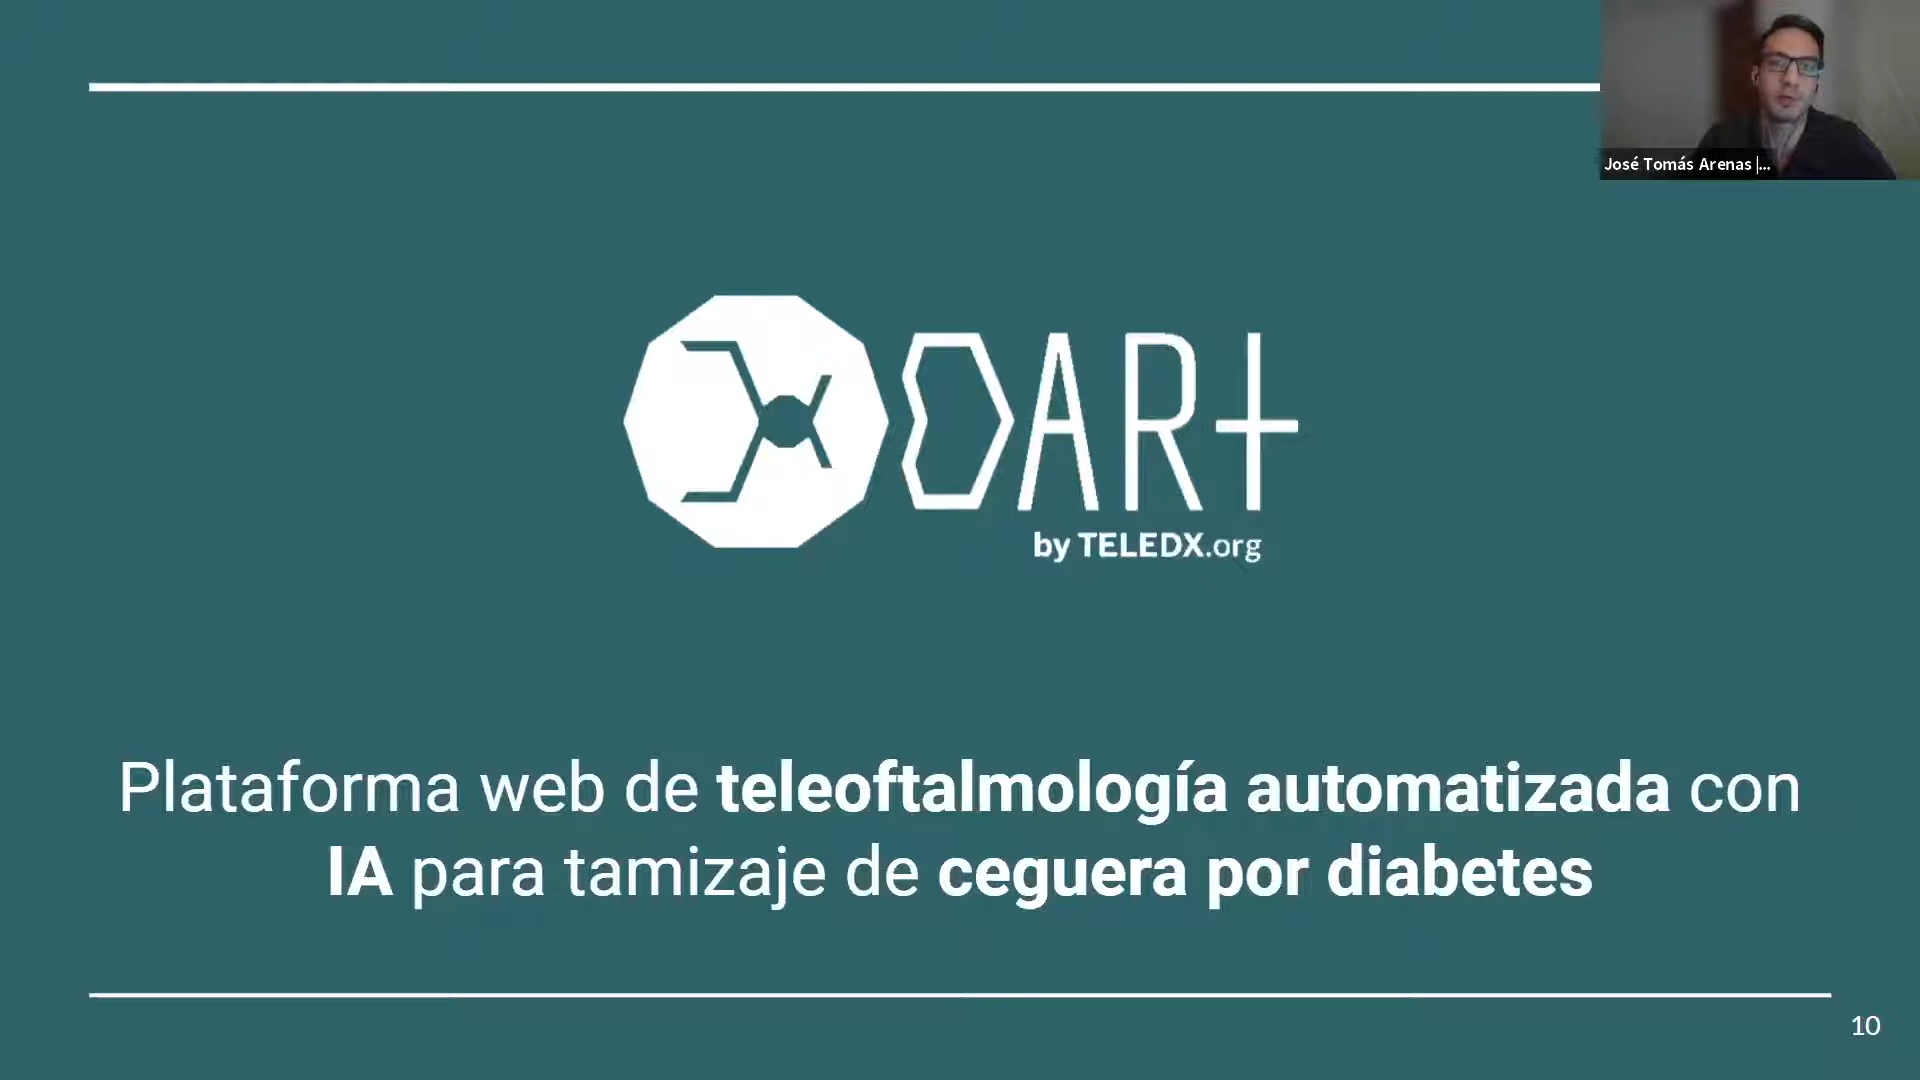 José Tomás Arenas |...
DART
by TELEDX.org
Plataforma web de teleoftalmología automatizada con
IA para tamizaje de ceguera por diabetes
10